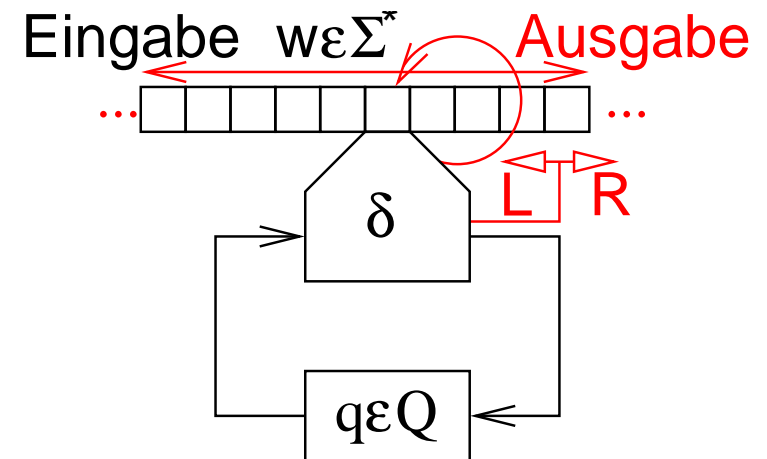 Eingabe wεΣ* Ausgabe
... ...
L R
δ
qεQ